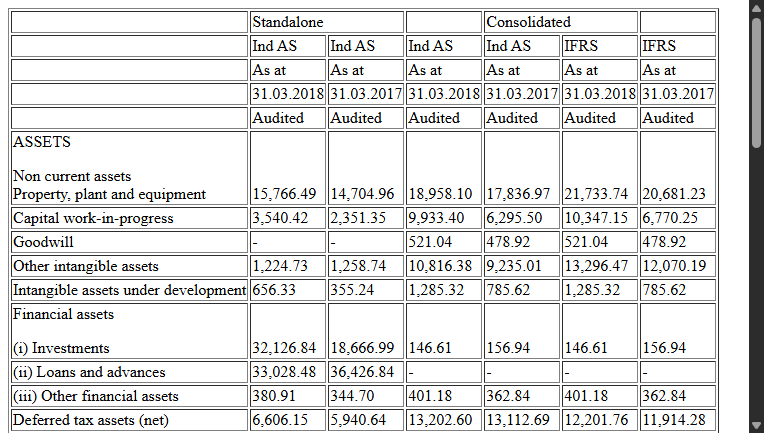 Standalone Consolidated
Ind AS Ind AS Ind AS Ind AS IFRS IFRS
As at As at As at As at As at As at
31.03.2018 31.03.2017 31.03.2018 31.03.2017 31.03.2018 31.03.2017
Audited Audited Audited Audited Audited Audited
ASSETS
Non current assets
Property, plant and equipment 15,766.49 14,704.96 18,958.10 17,836.97 21,733.74 20,681.23
Capital work-in-progress 3,540.42 2,351.35 9,933.40 6,295.50 10,347.15 6,770.25
Goodwill - - 521.04 478.92 521.04 478.92
Other intangible assets 1,224.73 1,258.74 10,816.38 9,235.01 13,296.47 12,070.19
Intangible assets under development 656.33 355.24 1,285.32 785.62 1,285.32 785.62
Financial assets
(i) Investments 32,126.84 18,666.99 146.61 156.94 146.61 156.94
(ii) Loans and advances 33,028.48 36,426.84 - - - -
(iii) Other financial assets 380.91 344.70 401.18 362.84 401.18 362.84
Deferred tax assets (net) 6,606.15 5,940.64 13,202.60 13,112.69 12,201.76 11,914.28